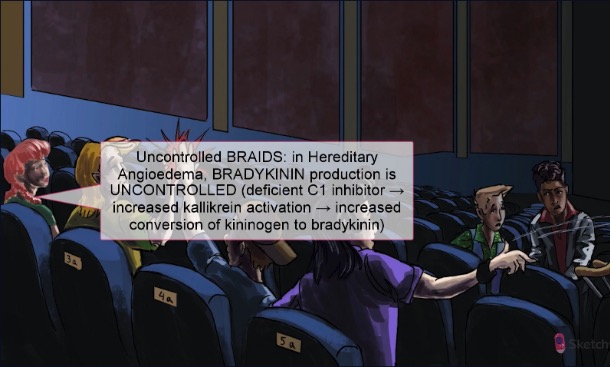 Uncontrolled BRAIDS: in Hereditary
Angioedema, BRADYKININ production is
UNCONTROLLED (deficient C1 inhibitor →
increased kallikrein activation → increased
conversion of kininogen to bradykinin)
3a
4a
5a
Sketch